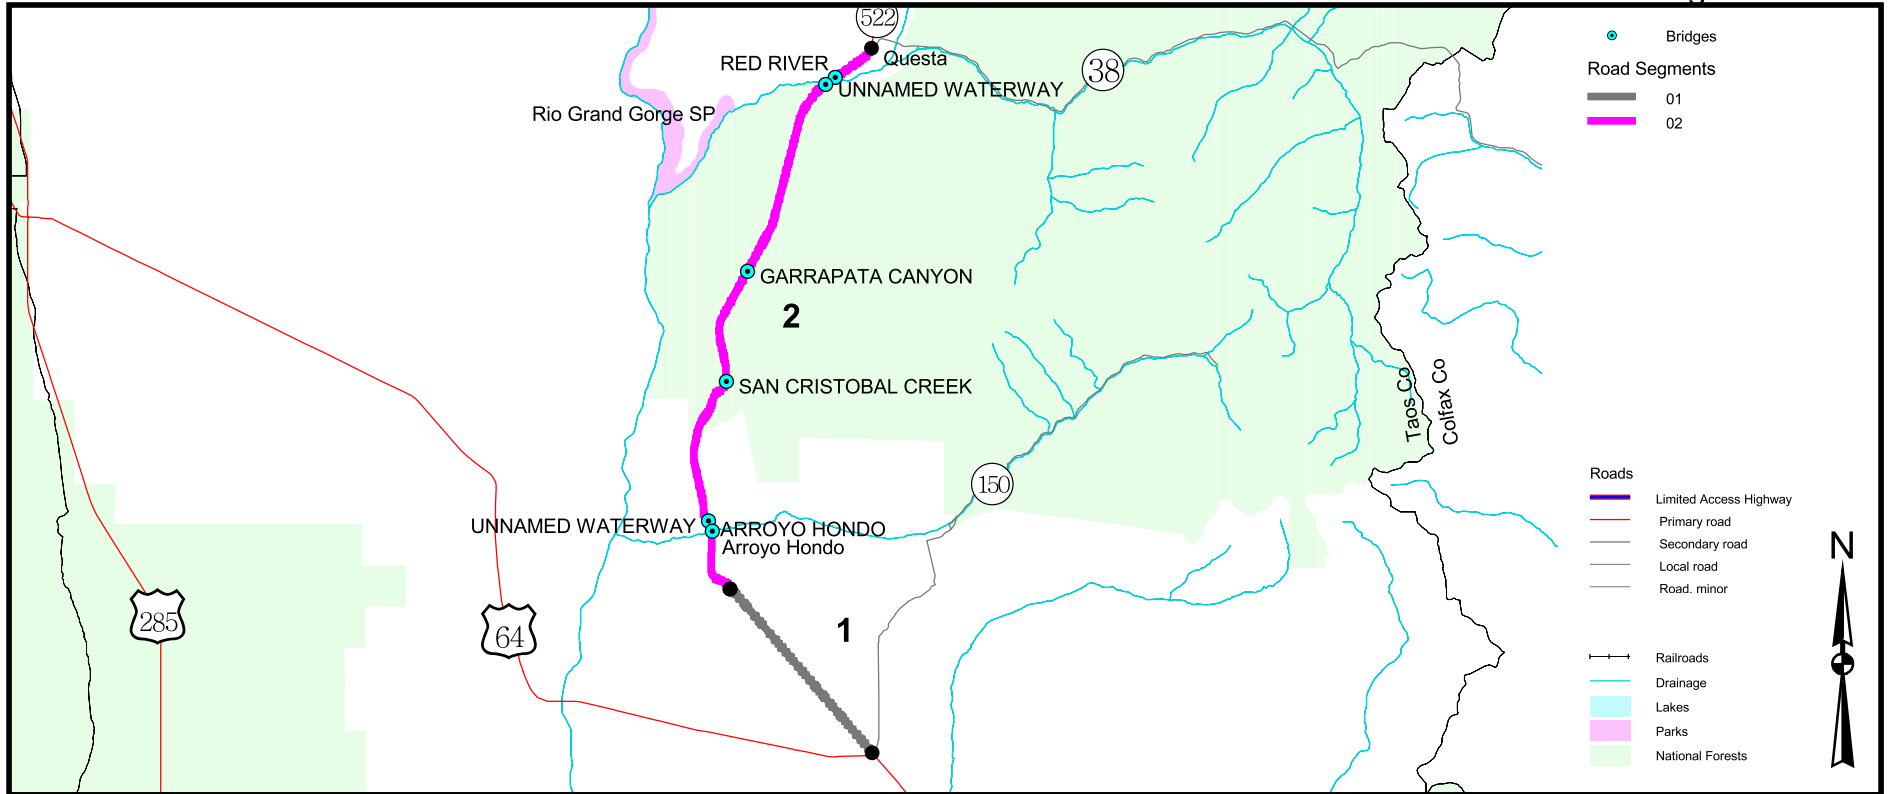 522
Bridges
RED RIVER
Questa
Road Segments
38
UNNAMED WATERWAY
01
Rio Grand Gorge SP
02
GARRAPATA CANYON
2
SAN CRISTOBAL CREEK
Taos Co
Colfax Co
150
Roads
Limited Access Highway
UNNAMED WATERWAY
ARROYO HONDO
Primary road
Arroyo Hondo
Secondary road
N
Local road
Road. minor
285
64
1
Railroads
Drainage
Lakes
Parks
National Forests